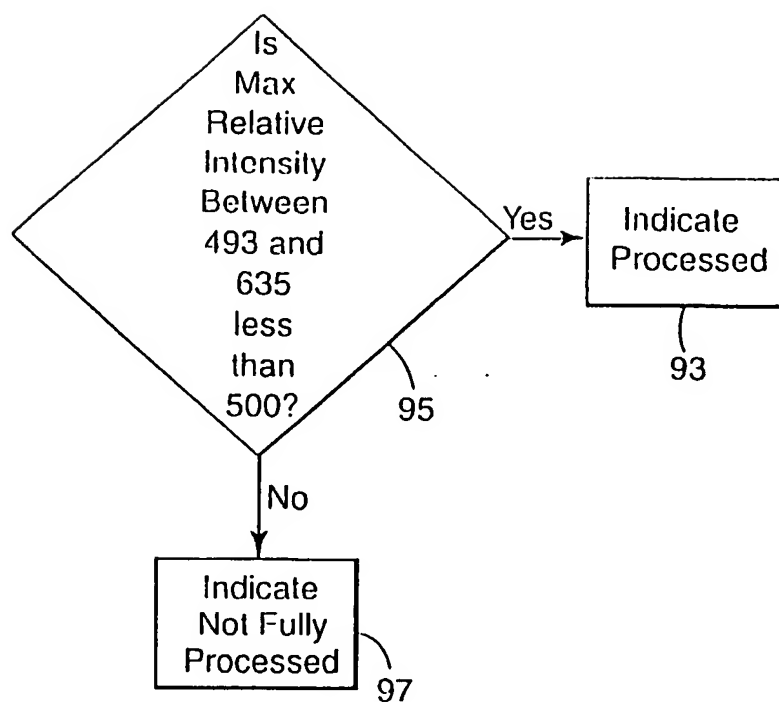 Is
Max
Relative
Intensity
Between
493 and
635
less
than
500?
Yes
Indicate
Processed
93
95
No
Indicate
Not Fully
Processed
97